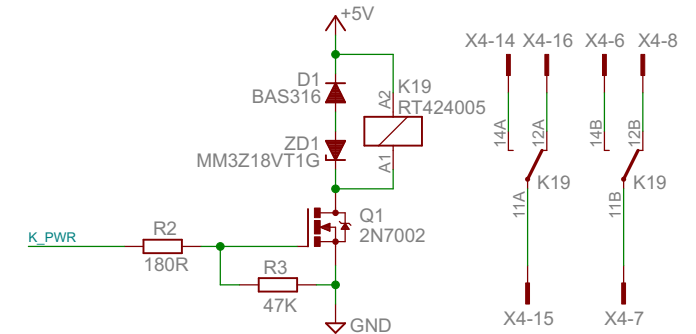 +5V
X4-14 X4-16 X4-6 X4-8
D1
BAS316
K19
RT424005
A2
A1
ZD1
MM3Z18VT1G
14A
12A
14B
12B
K19
K19
11A
11B
Q1
2N7002
K_PWR
R2
180R
R3
47K
GND
X4-15
X4-7